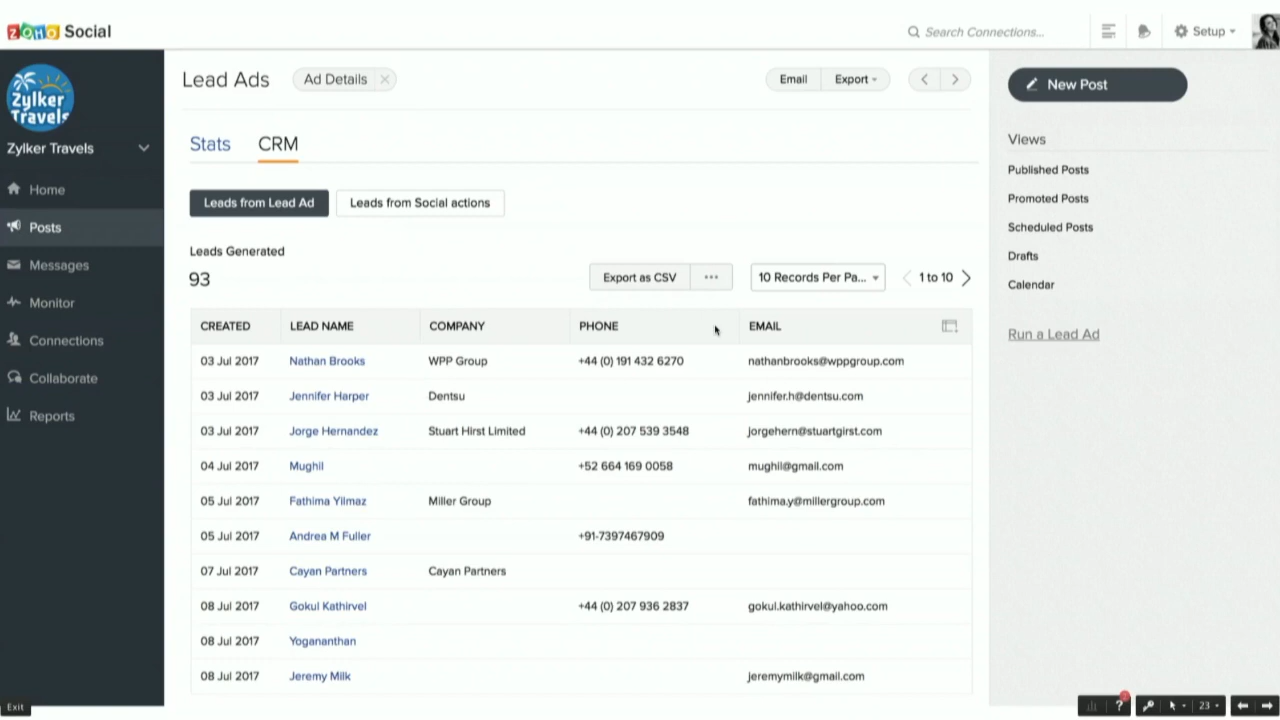 ZOHO Social
Search Connections...
Setup
Zylker Travels
Zylker Travels
Home
Posts
Messages
Monitor
Connections
Collaborate
Reports
Lead Ads
Ad Details
Email
Export
Stats
CRM
Leads from Lead Ad
Leads from Social actions
Leads Generated
93
Export as CSV
10 Records Per Pa...
1 to 10
CREATED LEAD NAME COMPANY PHONE EMAIL
03 Jul 2017 Nathan Brooks WPP Group +44 (0) 191 432 6270 nathanbrooks@wppgroup.com
03 Jul 2017 Jennifer Harper Dentsu jennifer.h@dentsu.com
03 Jul 2017 Jorge Hernandez Stuart Hirst Limited +44 (0) 207 539 3548 jorgehern@stuartgirst.com
04 Jul 2017 Mughil +52 664 169 0058 mughil@gmail.com
05 Jul 2017 Fathima Yilmaz Miller Group fathima.y@millergroup.com
05 Jul 2017 Andrea M Fuller +91-7397467909
07 Jul 2017 Cayan Partners Cayan Partners
08 Jul 2017 Gokul Kathirvel +44 (0) 207 936 2837 gokul.kathirvel@yahoo.com
08 Jul 2017 Yogananthan
08 Jul 2017 Jeremy Milk jeremymilk@gmail.com
New Post
Views
Published Posts
Promoted Posts
Scheduled Posts
Drafts
Calendar
Run a Lead Ad
Exit
?
23